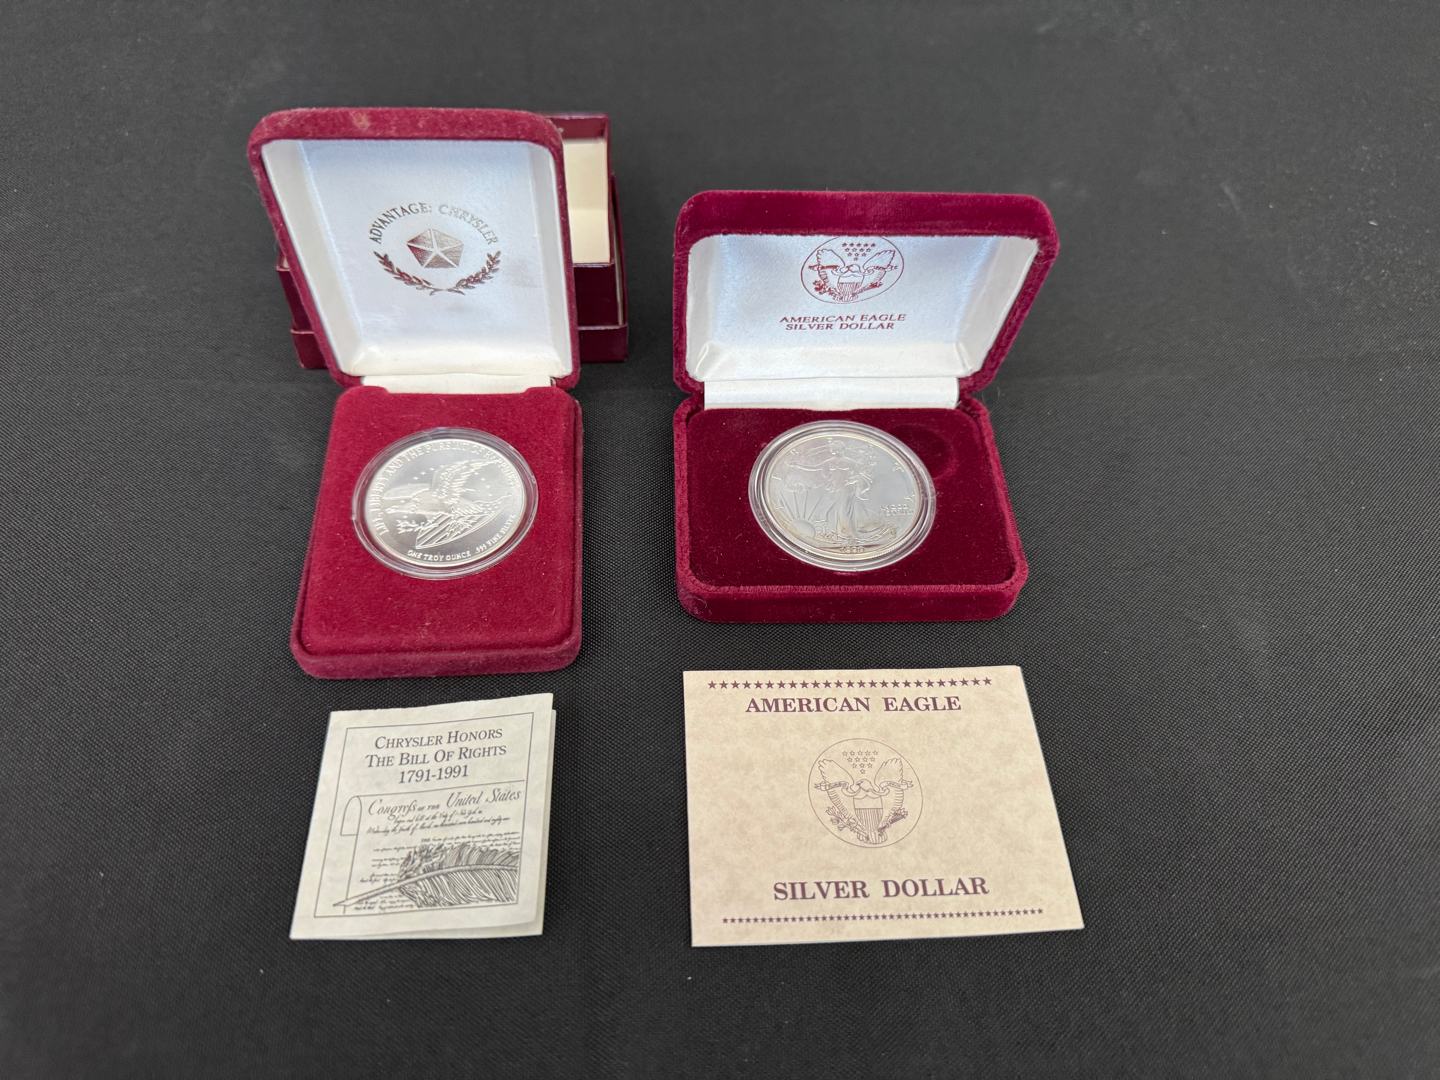 ADVANTAGE: CHRYSLER
LIFE, LIBERTY AND THE PURSUIT OF HAPPINESS
ONE TROY OUNCE .999 FINE SILVER
CHRYSLER HONORS
THE BILL OF RIGHTS
1791-1991
Congress OF THE United States
AMERICAN EAGLE
SILVER DOLLAR
AMERICAN EAGLE
SILVER DOLLAR